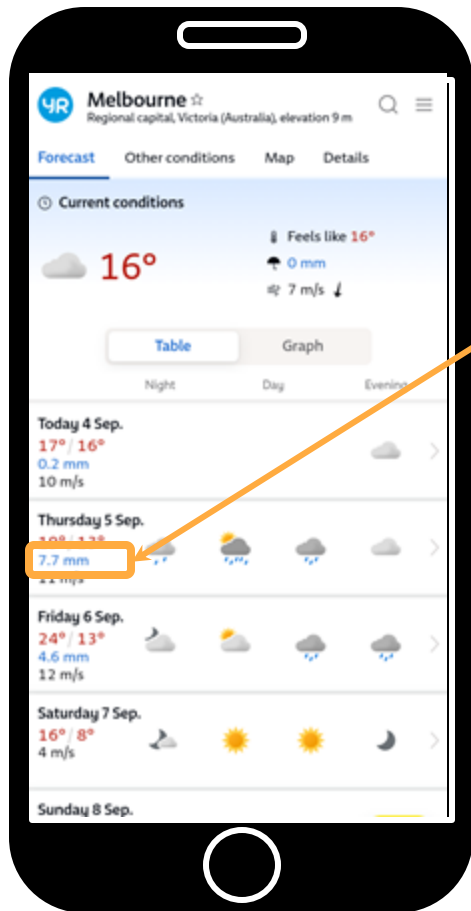 YR
Melbourne
Regional capital, Victoria (Australia), elevation 9 m
Forecast Other conditions Map Details
Current conditions
16°
Feels like 16°
0 mm
7 m/s
Table Graph
Night Day Evening
Today 4 Sep.
17°/ 16°
0.2 mm
10 m/s
Thursday 5 Sep.
7.7 mm
11 m/s
Friday 6 Sep.
24°/ 13°
4.6 mm
12 m/s
Saturday 7 Sep.
16°/ 8°
4 m/s
Sunday 8 Sep.